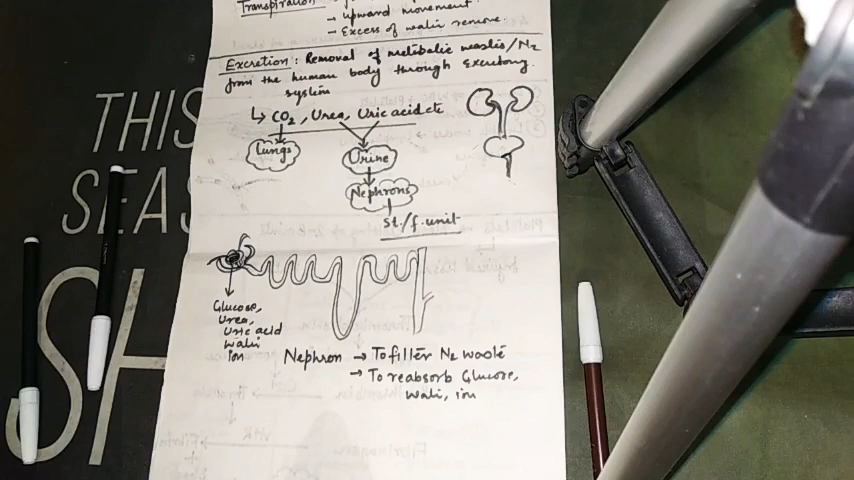 Transpiration
→ upward movement
- Excess of water remove.
Excretion : Removal of metabolic wastes/N2
from the human body through Excretory
system
↳ CO2, Urea, Uric acid etc
Lungs
Urine
Nephrons
St./f. unit
Glucose,
Urea,
Uric acid
Water
ion
Nephron → To filter N2 waste
→ To reabsorb Glucose,
Water, ion
THIS
SEAS
SH